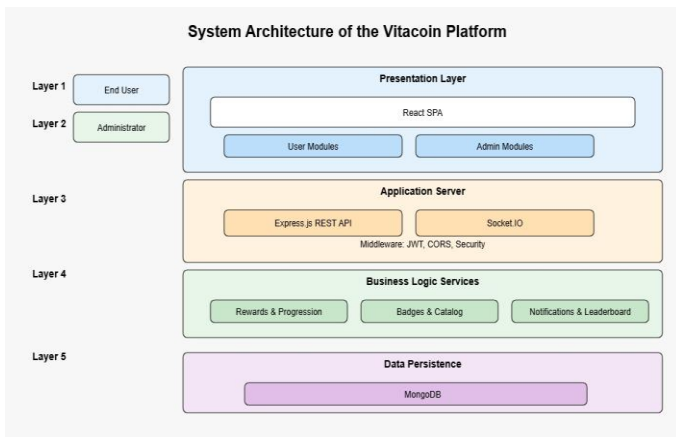 System Architecture of the Vitacoin Platform
Layer 1
End User
Layer 2
Administrator
Presentation Layer
React SPA
User Modules
Admin Modules
Layer 3
Application Server
Express.js REST API
Socket.IO
Middleware: JWT, CORS, Security
Layer 4
Business Logic Services
Rewards & Progression
Badges & Catalog
Notifications & Leaderboard
Layer 5
Data Persistence
MongoDB